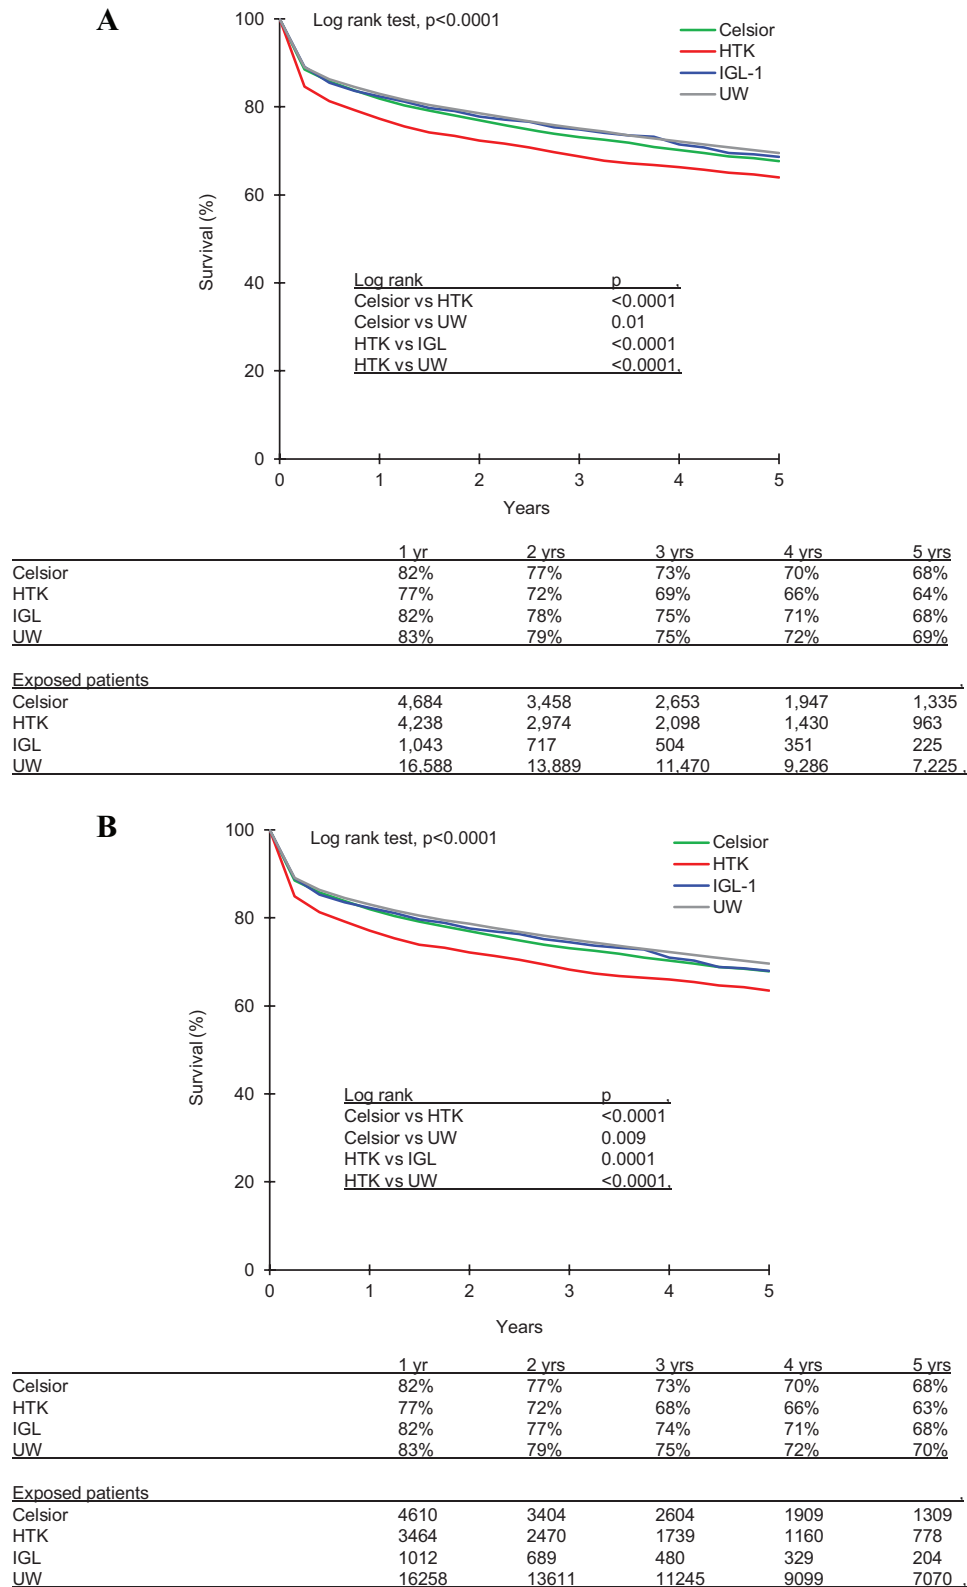 A
Log rank test, p<0.0001
Celsior
HTK
IGL-1
UW
100
80
60
40
20
0
Survival (%)
Log rank p ,
Celsior vs HTK <0.0001
Celsior vs UW 0.01
HTK vs IGL <0.0001
HTK vs UW <0.0001,
0 1 2 3 4 5
Years
1 yr 2 yrs 3 yrs 4 yrs 5 yrs
Celsior 82% 77% 73% 70% 68%
HTK 77% 72% 69% 66% 64%
IGL 82% 78% 75% 71% 68%
UW 83% 79% 75% 72% 69%
Exposed patients ,
Celsior 4,684 3,458 2,653 1,947 1,335
HTK 4,238 2,974 2,098 1,430 963
IGL 1,043 717 504 351 225
UW 16,588 13,889 11,470 9,286 7,225 ,
B
Log rank test, p<0.0001
Celsior
HTK
IGL-1
UW
100
80
60
40
20
0
Survival (%)
Log rank p ,
Celsior vs HTK <0.0001
Celsior vs UW 0.009
HTK vs IGL 0.0001
HTK vs UW <0.0001,
0 1 2 3 4 5
Years
1 yr 2 yrs 3 yrs 4 yrs 5 yrs
Celsior 82% 77% 73% 70% 68%
HTK 77% 72% 68% 66% 63%
IGL 82% 77% 74% 71% 68%
UW 83% 79% 75% 72% 70%
Exposed patients ,
Celsior 4610 3404 2604 1909 1309
HTK 3464 2470 1739 1160 778
IGL 1012 689 480 329 204
UW 16258 13611 11245 9099 7070 ,